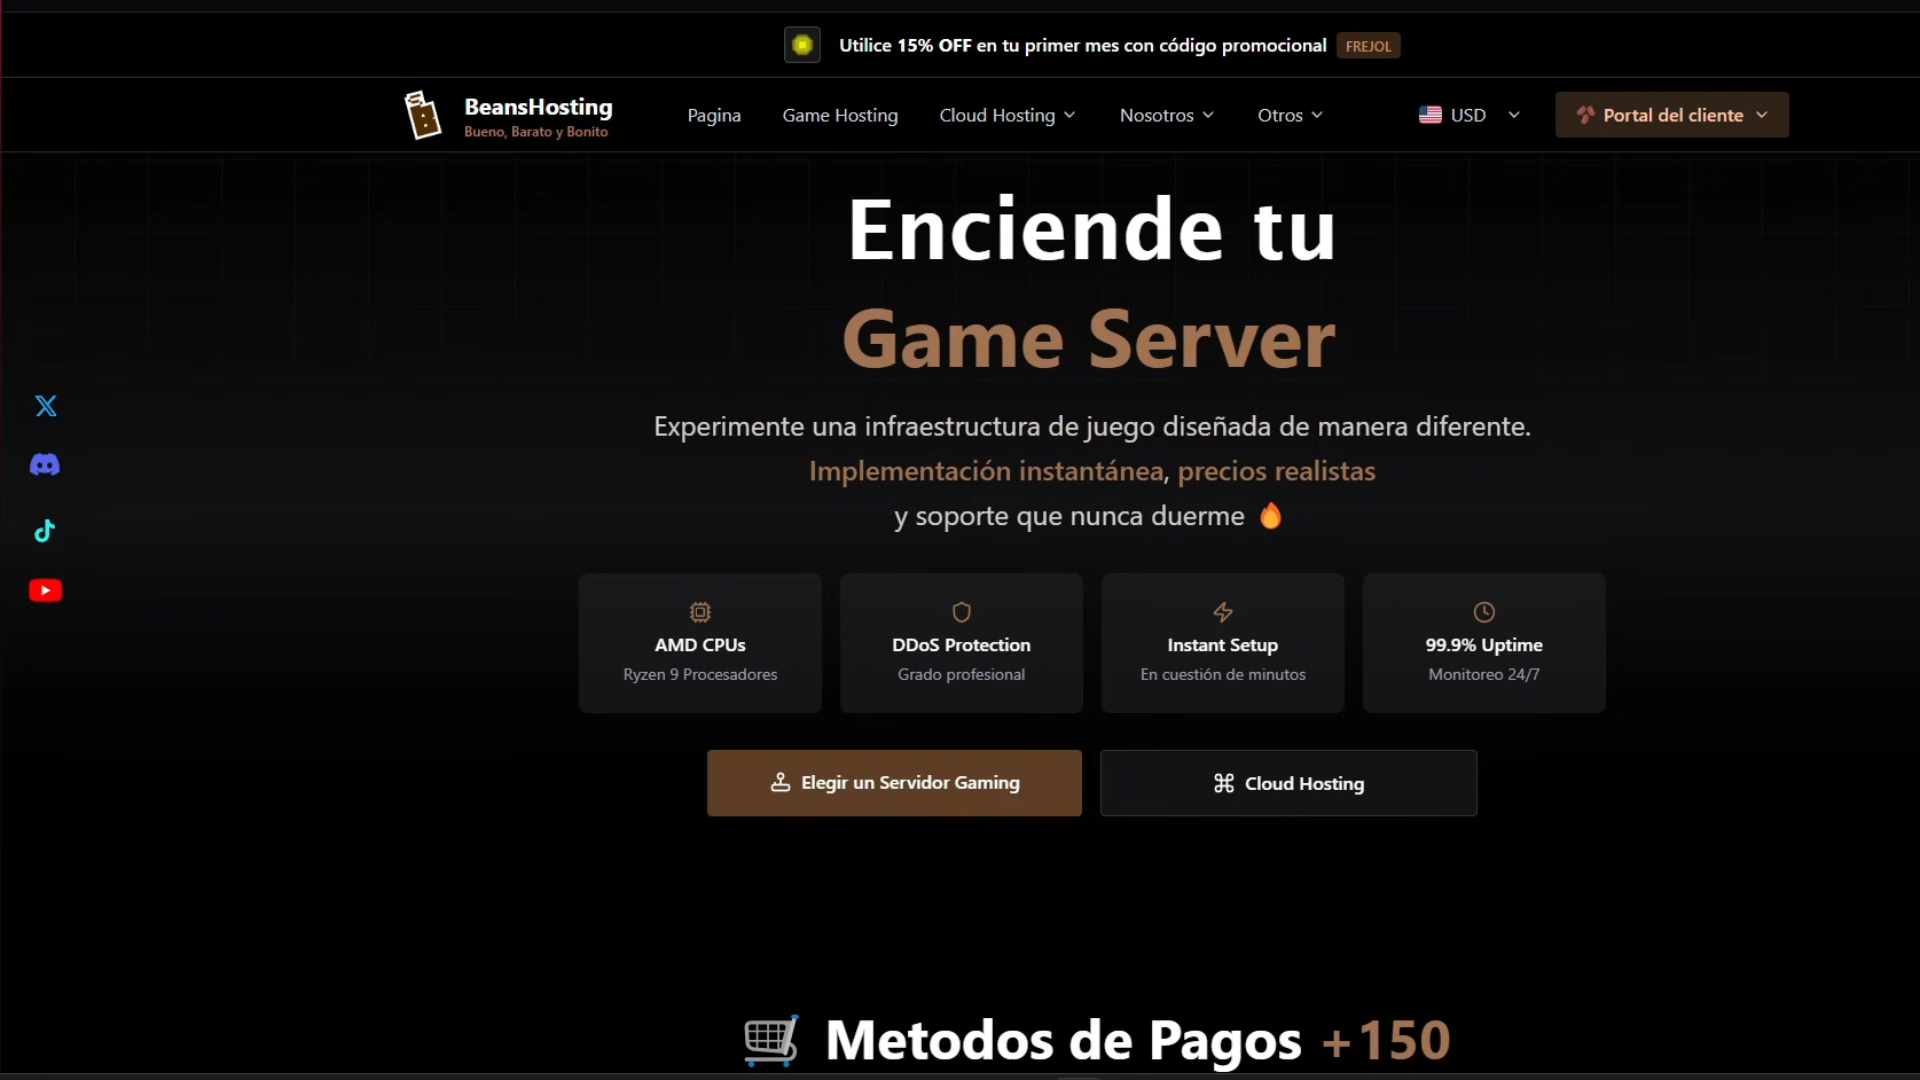 Utilice 15% OFF en tu primer mes con código promocional FREJOL
BeansHosting
Bueno, Barato y Bonito
Pagina
Game Hosting
Cloud Hosting
Nosotros
Otros
USD
Portal del cliente
Enciende tu
Game Server
Experimente una infraestructura de juego diseñada de manera diferente.
Implementación instantánea, precios realistas
y soporte que nunca duerme
AMD CPUs
Ryzen 9 Procesadores
DDoS Protection
Grado profesional
Instant Setup
En cuestión de minutos
99.9% Uptime
Monitoreo 24/7
Elegir un Servidor Gaming
Cloud Hosting
Metodos de Pagos +150